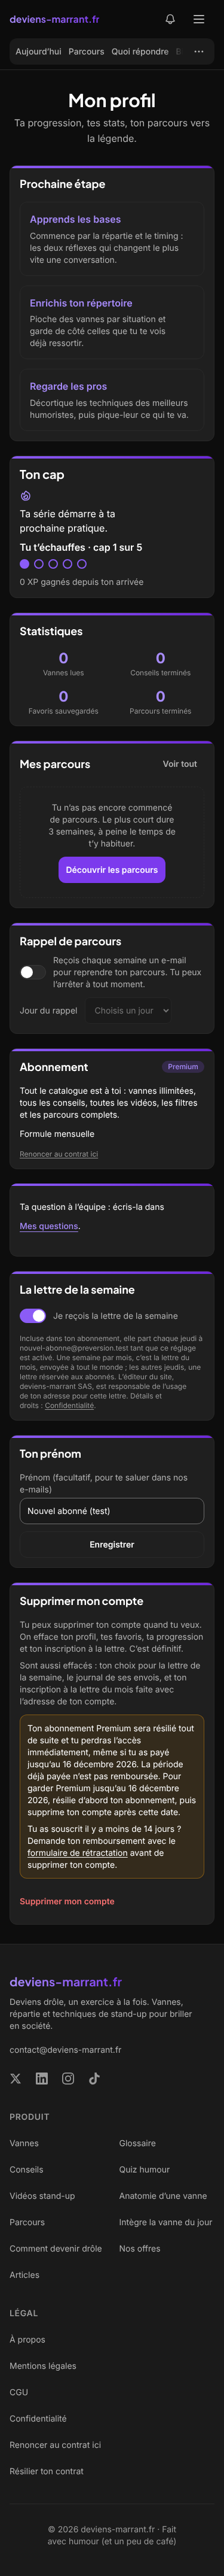 deviens-marrant.fr
Aujourd'hui Parcours Quoi répondre
Mon profil
Ta progression, tes stats, tes parcours vers
la légende.
Prochaine étape
Apprends les bases
Commence par la répartie et le timing :
les deux réflexes qui changent le plus
vite une conversation.
Enrichis ton répertoire
Pioche des vannes par situation et
garde de côté celles que tu te vois
déjà ressortir.
Regarde les pros
Décortique les techniques des meilleurs
humoristes, puis pique-leur ce qui te va.
Ton cap
Ta série démarre à ta
prochaine pratique.
Tu t'échauffes · cap 1 sur 5
0 XP gagnés depuis ton arrivée
Statistiques
0 0
Vannes lues Conseils terminés
0 0
Favoris sauvegardés Parcours terminés
Mes parcours Voir tout
Tu n'as pas encore commencé
de parcours. Le plus court dure
3 semaines, à peine le temps de
t'y habituer.
Découvrir les parcours
Rappel de parcours
Reçois chaque semaine un e-mail
pour reprendre ton parcours. Tu peux
l'arrêter à tout moment.
Jour du rappel Choisis un jour
Abonnement Premium
Tout le catalogue est à toi : vannes illimitées,
tous les conseils, toutes les vidéos, les filtres
et les parcours complets.
Formule mensuelle
Renoncer au contrat ici
Ta question à l'équipe : écris-la dans
Mes questions.
La lettre de la semaine
Je reçois la lettre de la semaine
Incluse dans ton abonnement, elle part chaque jeudi à
nouvel-abonne@preversion.test tant que ce réglage
est activé. Une semaine par mois, c'est la lettre du
mois, envoyée à tout le monde ; les autres jeudis, une
lettre réservée aux abonnés. L'éditeur du site,
deviens-marrant SAS, est responsable de l'usage
de ton adresse pour cette lettre. Détails et
droits : Confidentialité.
Ton prénom
Prénom (facultatif, pour te saluer dans nos
e-mails)
Nouvel abonné (test)
Enregistrer
Supprimer mon compte
Tu peux supprimer ton compte quand tu veux.
On efface ton profil, tes favoris, ta progression
et ton inscription à la lettre. C'est définitif.
Sont aussi effacés : ton choix pour la lettre de
la semaine, le journal de ses envois, et ton
inscription à la lettre du mois faite avec
l'adresse de ton compte.
Ton abonnement Premium sera résilié tout
de suite et tu perdras l'accès
immédiatement, même si tu as payé
jusqu'au 16 décembre 2026. La période
déjà payée n'est pas remboursée. Pour
garder Premium jusqu'au 16 décembre
2026, résilie d'abord ton abonnement, puis
supprime ton compte après cette date.
Tu as souscrit il y a moins de 14 jours ?
Demande ton remboursement avec le
formulaire de rétractation avant de
supprimer ton compte.
Supprimer mon compte
deviens-marrant.fr
Deviens drôle, un exercice à la fois. Vannes,
répartie et techniques de stand-up pour briller
en société.
contact@deviens-marrant.fr
PRODUIT
Vannes Glossaire
Conseils Quiz humour
Vidéos stand-up Anatomie d'une vanne
Parcours Intègre la vanne du jour
Comment devenir drôle Nos offres
Articles
LÉGAL
À propos
Mentions légales
CGU
Confidentialité
Renoncer au contrat ici
Résilier ton contrat
© 2026 deviens-marrant.fr · Fait
avec humour (et un peu de café)